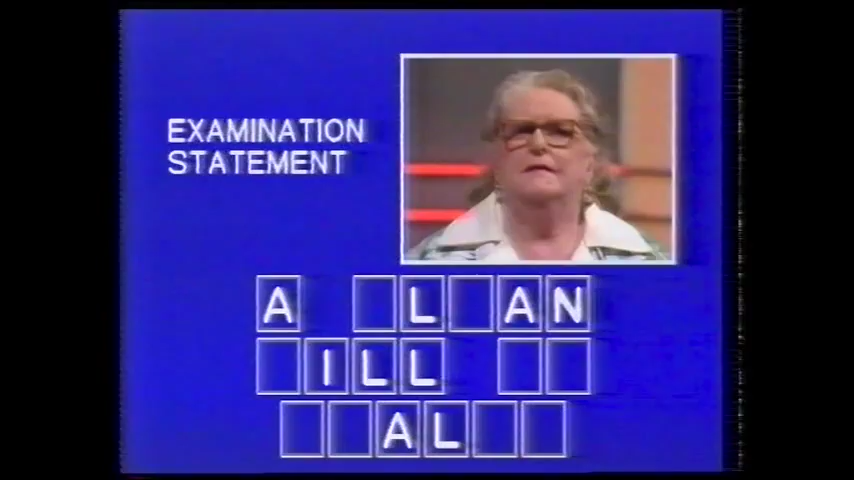 EXAMINATION
STATEMENT
A L AN
ILL
AL